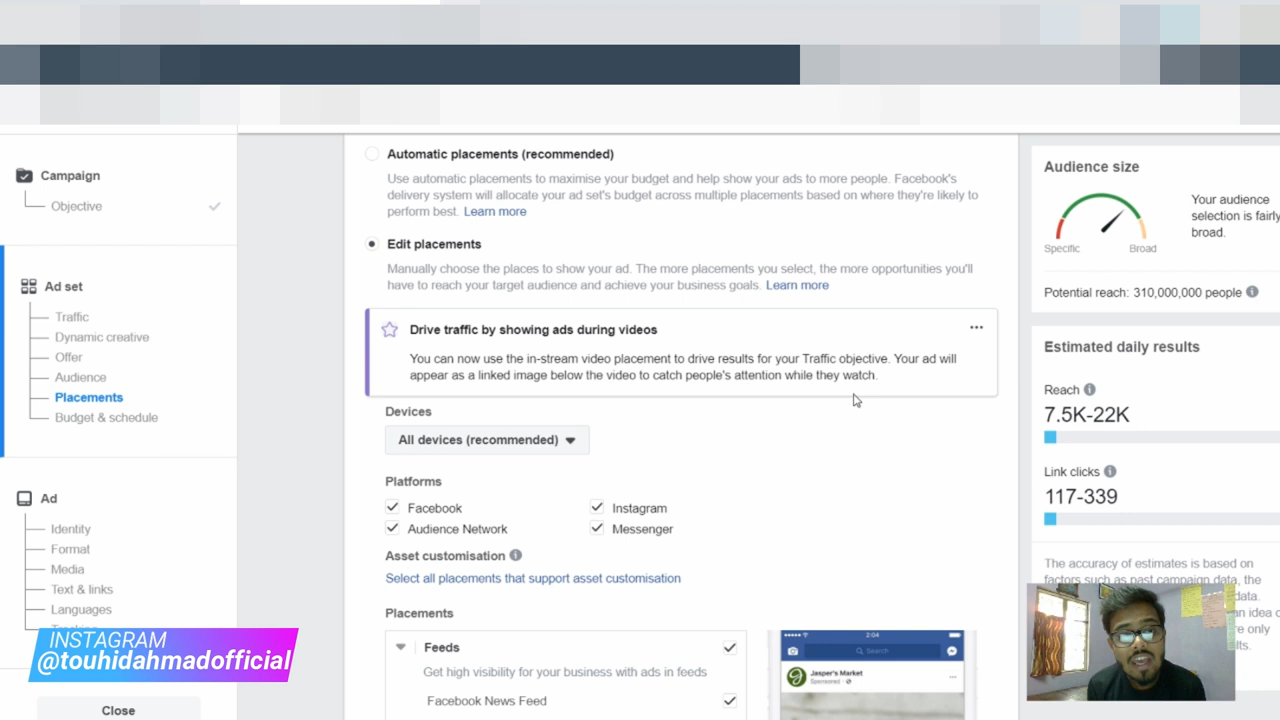 Campaign
Objective
Ad set
Traffic
Dynamic creative
Offer
Audience
Placements
Budget & schedule
Ad
Identity
Format
Media
Text & links
Languages
INSTAGRAM
@touhidahmadofficial
Close
Automatic placements (recommended)
Use automatic placements to maximise your budget and help show your ads to more people. Facebook's
delivery system will allocate your ad set's budget across multiple placements based on where they're likely to
perform best. Learn more
Edit placements
Manually choose the places to show your ad. The more placements you select, the more opportunities you'll
have to reach your target audience and achieve your business goals. Learn more
Drive traffic by showing ads during videos
You can now use the in-stream video placement to drive results for your Traffic objective. Your ad will
appear as a linked image below the video to catch people's attention while they watch.
Devices
All devices (recommended)
Platforms
Facebook
Instagram
Audience Network
Messenger
Asset customisation
Select all placements that support asset customisation
Placements
Feeds
Get high visibility for your business with ads in feeds
Facebook News Feed
2:04
Search
Jasper's Market
Sponsored
Audience size
Your audience
selection is fairly
broad.
Specific
Broad
Potential reach: 310,000,000 people
Estimated daily results
Reach
7.5K-22K
Link clicks
117-339
The accuracy of estimates is based on
factors such as past campaign data, the
data.
an idea of
only